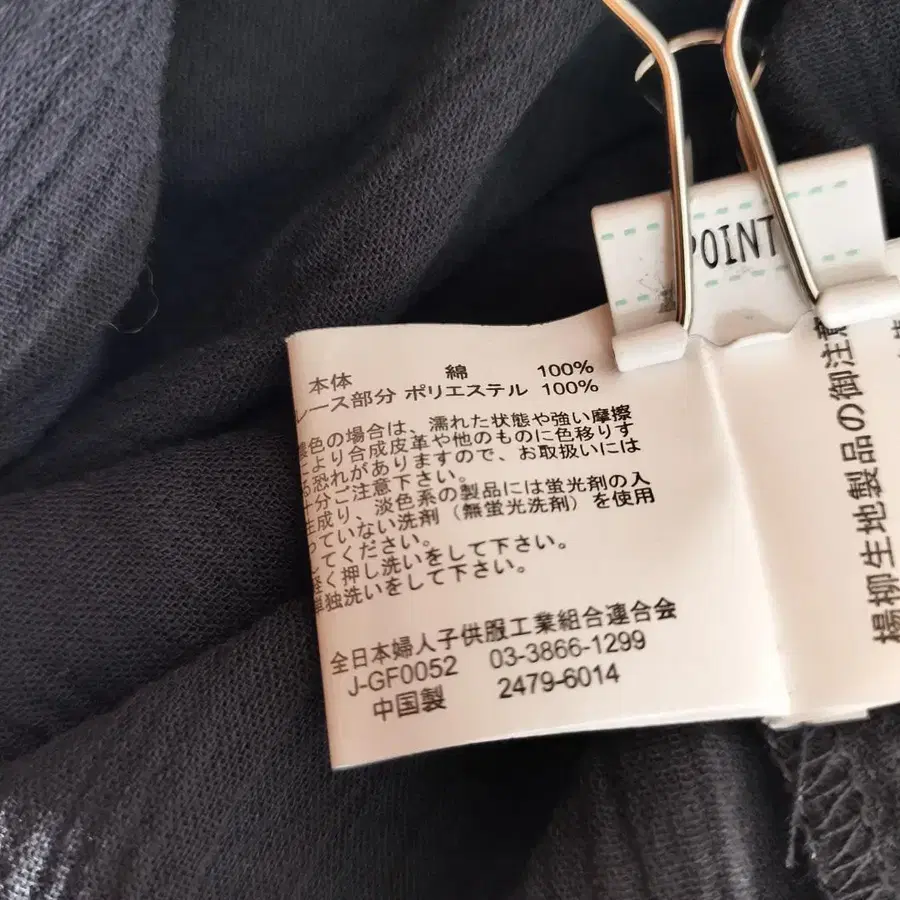 POINT
本体 綿 100%
レース部分 ポリエステル 100%
濃色の場合は、濡れた状態や強い摩擦
により合成皮革や他のものに色移りす
る恐れがありますので、お取扱いには
十分ご注意下さい。
生成り、淡色系の製品には蛍光剤の入
っていない洗剤（無蛍光洗剤）を使用
してください。
軽く押し洗いをして下さい。
単独洗いをして下さい。
全日本婦人子供服工業組合連合会
J-GF0052 03-3866-1299
中国製 2479-6014
楊柳生地製品の御注意